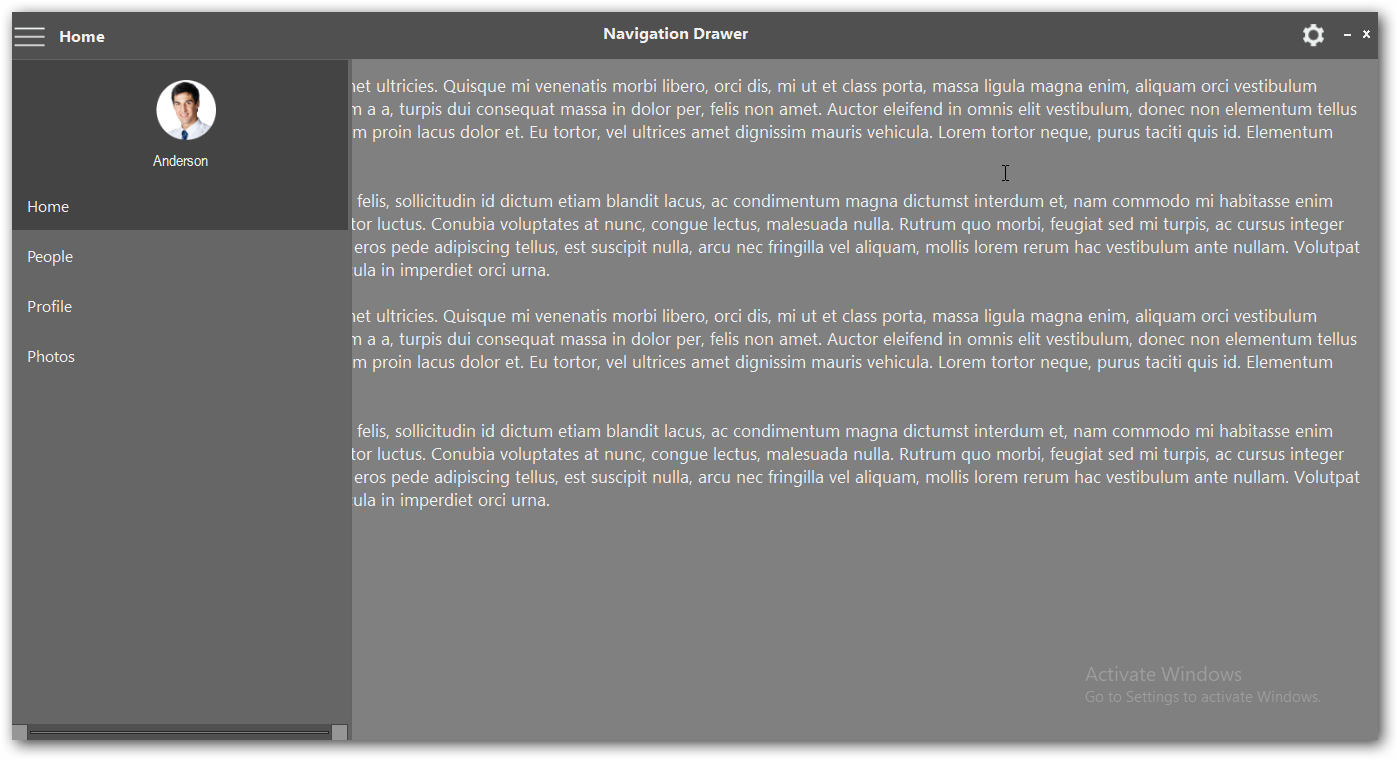 Home
Navigation Drawer
x
Anderson
Home
People
Profile
Photos
ultricies. Quisque mi venenatis morbi libero, orci dis, mi ut et class porta, massa ligula magna enim, aliquam orci vestibulum
a a, turpis dui consequat massa in dolor per, felis non amet. Auctor eleifend in omnis elit vestibulum, donec non elementum tellus
proin lacus dolor et. Eu tortor, vel ultrices amet dignissim mauris vehicula. Lorem tortor neque, purus taciti quis id. Elementum
felis, sollicitudin id dictum etiam blandit lacus, ac condimentum magna dictumst interdum et, nam commodo mi habitasse enim
luctus. Conubia voluptates at nunc, congue lectus, malesuada nulla. Rutrum quo morbi, feugiat sed mi turpis, ac cursus integer
eros pede adipiscing tellus, est suscipit nulla, arcu nec fringilla vel aliquam, mollis lorem rerum hac vestibulum ante nullam. Volutpat
in imperdiet orci urna.
ultricies. Quisque mi venenatis morbi libero, orci dis, mi ut et class porta, massa ligula magna enim, aliquam orci vestibulum
a a, turpis dui consequat massa in dolor per, felis non amet. Auctor eleifend in omnis elit vestibulum, donec non elementum tellus
proin lacus dolor et. Eu tortor, vel ultrices amet dignissim mauris vehicula. Lorem tortor neque, purus taciti quis id. Elementum
felis, sollicitudin id dictum etiam blandit lacus, ac condimentum magna dictumst interdum et, nam commodo mi habitasse enim
luctus. Conubia voluptates at nunc, congue lectus, malesuada nulla. Rutrum quo morbi, feugiat sed mi turpis, ac cursus integer
eros pede adipiscing tellus, est suscipit nulla, arcu nec fringilla vel aliquam, mollis lorem rerum hac vestibulum ante nullam. Volutpat
in imperdiet orci urna.
Activate Windows
Go to Settings to activate Windows.